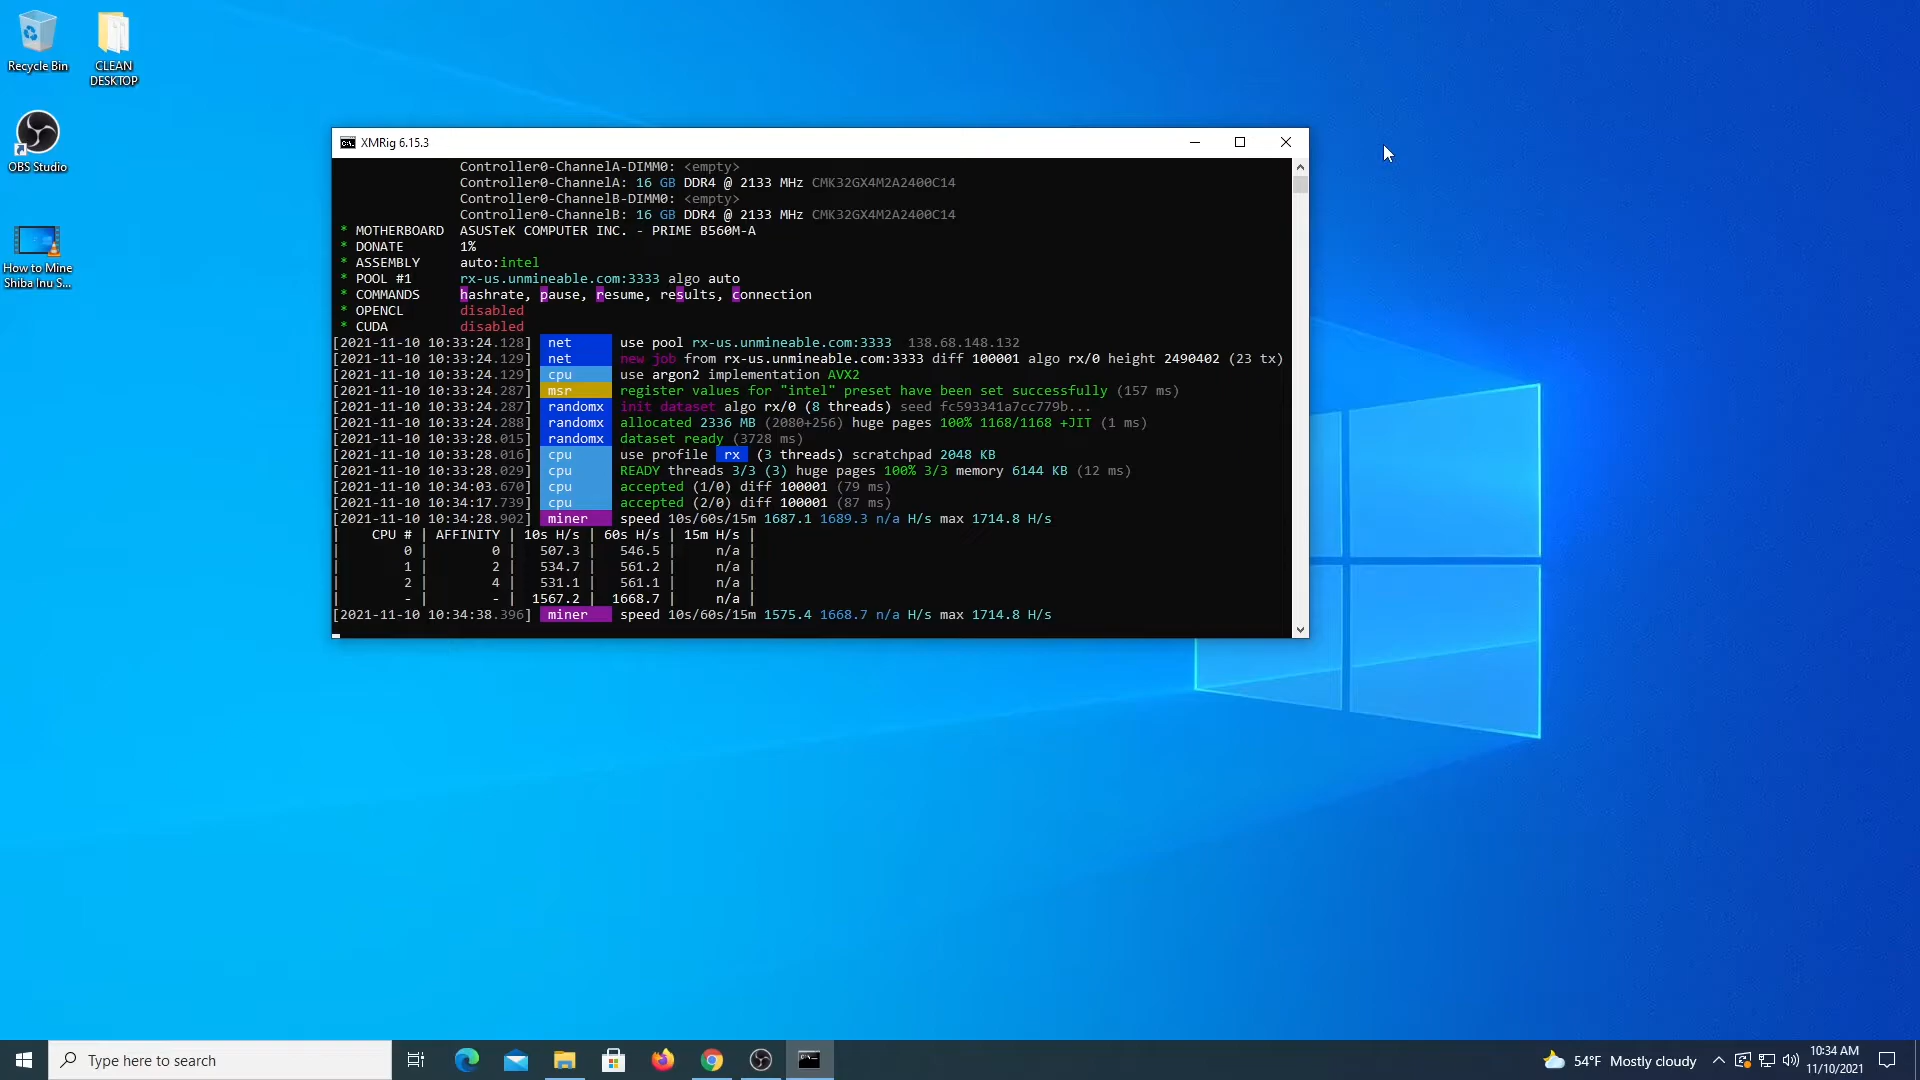 Recycle Bin
CLEAN
DESKTOP
OBS Studio
How to Mine
Shiba Inu S...
XMRig 6.15.3
Controller0-ChannelA-DIMM0: <empty>
Controller0-ChannelA: 16 GB DDR4 @ 2133 MHz CMK32GX4M2A2400C14
Controller0-ChannelB-DIMM0: <empty>
Controller0-ChannelB: 16 GB DDR4 @ 2133 MHz CMK32GX4M2A2400C14
* MOTHERBOARD ASUSTeK COMPUTER INC. - PRIME B560M-A
* DONATE 1%
* ASSEMBLY auto:intel
* POOL #1 rx-us.unmineable.com:3333 algo auto
* COMMANDS hashrate, pause, resume, results, connection
* OPENCL disabled
* CUDA disabled
[2021-11-10 10:33:24.128] net use pool rx-us.unmineable.com:3333 138.68.148.132
[2021-11-10 10:33:24.129] net new job from rx-us.unmineable.com:3333 diff 100001 algo rx/0 height 2490402 (23 tx)
[2021-11-10 10:33:24.129] cpu use argon2 implementation AVX2
[2021-11-10 10:33:24.287] msr register values for "intel" preset have been set successfully (157 ms)
[2021-11-10 10:33:24.287] randomx init dataset algo rx/0 (8 threads) seed fc593341a7cc779b...
[2021-11-10 10:33:24.288] randomx allocated 2336 MB (2080+256) huge pages 100% 1168/1168 +JIT (1 ms)
[2021-11-10 10:33:28.015] randomx dataset ready (3728 ms)
[2021-11-10 10:33:28.016] cpu use profile rx (3 threads) scratchpad 2048 KB
[2021-11-10 10:33:28.029] cpu READY threads 3/3 (3) huge pages 100% 3/3 memory 6144 KB (12 ms)
[2021-11-10 10:34:03.670] cpu accepted (1/0) diff 100001 (79 ms)
[2021-11-10 10:34:17.739] cpu accepted (2/0) diff 100001 (87 ms)
[2021-11-10 10:34:28.902] miner speed 10s/60s/15m 1687.1 1689.3 n/a H/s max 1714.8 H/s
| CPU # | AFFINITY | 10s H/s | 60s H/s | 15m H/s |
| 0 | 0 | 507.3 | 546.5 | n/a |
| 1 | 2 | 534.7 | 561.2 | n/a |
| 2 | 4 | 531.1 | 561.1 | n/a |
| - | - | 1567.2 | 1668.7 | n/a |
[2021-11-10 10:34:38.396] miner speed 10s/60s/15m 1575.4 1668.7 n/a H/s max 1714.8 H/s
Type here to search
54°F Mostly cloudy
10:34 AM
11/10/2021